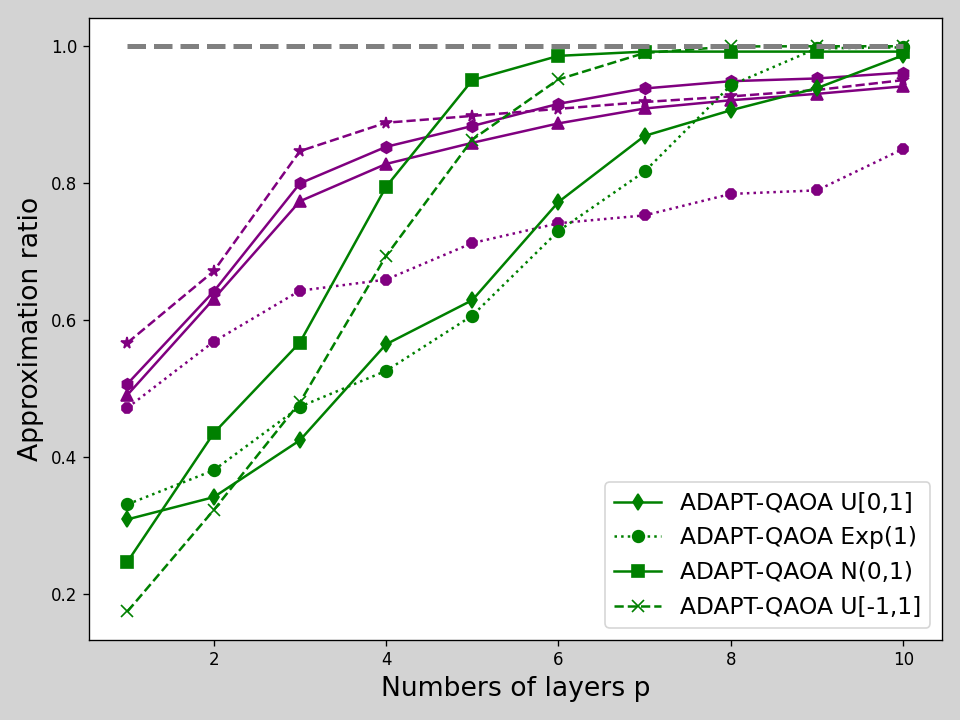 1.0
0.8
0.6
0.4
0.2
Approximation ratio
ADAPT-QAOA U[0,1]
ADAPT-QAOA Exp(1)
ADAPT-QAOA N(0,1)
ADAPT-QAOA U[-1,1]
2 4 6 8 10
Numbers of layers p